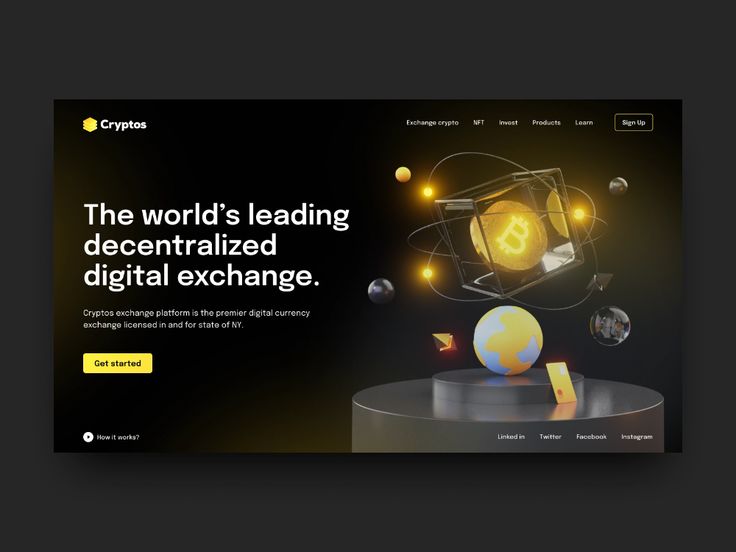 Cryptos
Exchange crypto NFT Invest Products Learn Sign Up
The world's leading
decentralized
digital exchange.
Cryptos exchange platform is the premier digital currency
exchange licensed in and for state of NY.
Get started
How it works?
Linked in Twitter Facebook Instagram